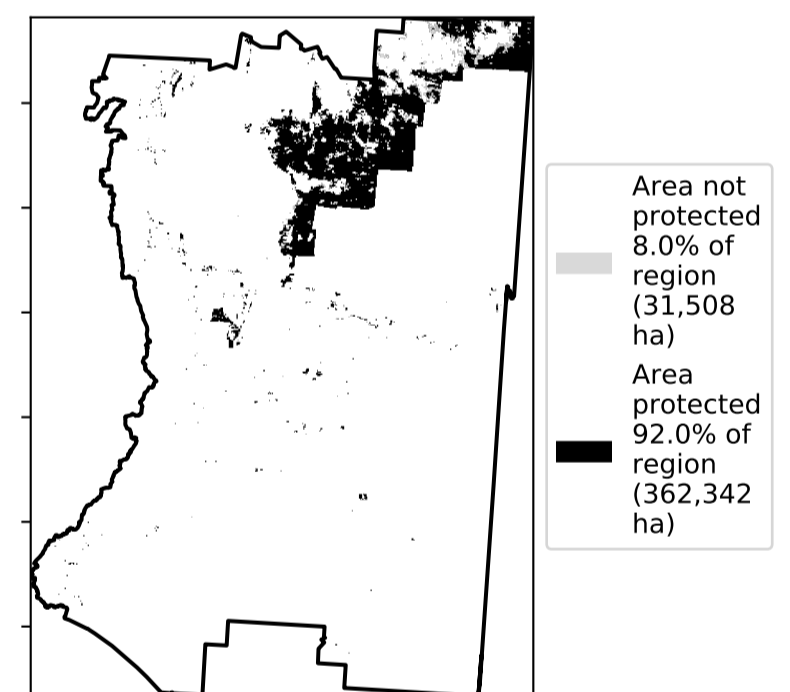 Area not
protected
8.0% of
region
(31,508
ha)
Area
protected
92.0% of
region
(362,342
ha)